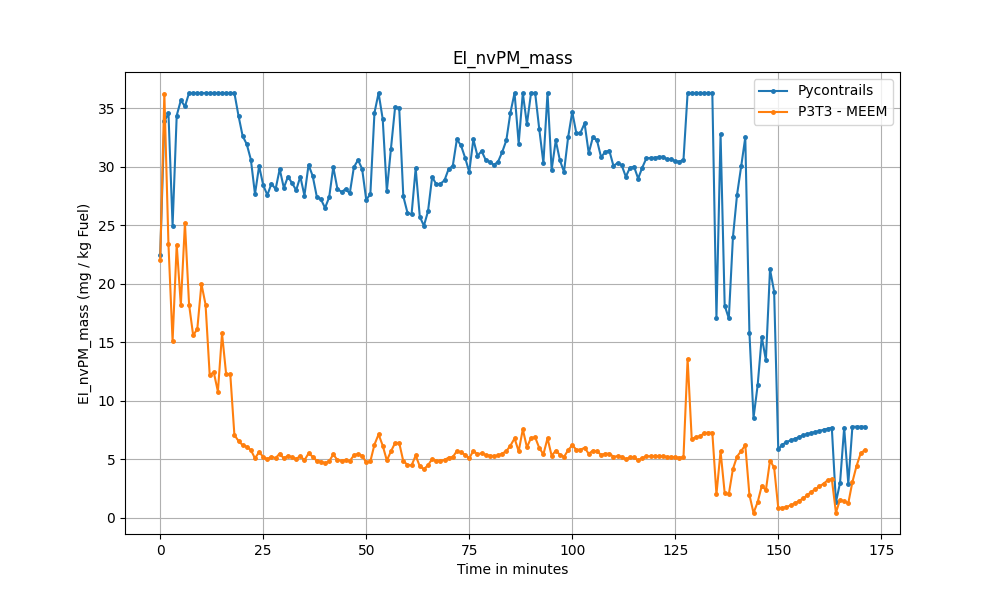 EI_nvPM_mass
Pycontrails
P3T3 - MEEM
EI_nvPM_mass (mg / kg Fuel)
35
30
25
20
15
10
5
0
0 25 50 75 100 125 150 175
Time in minutes